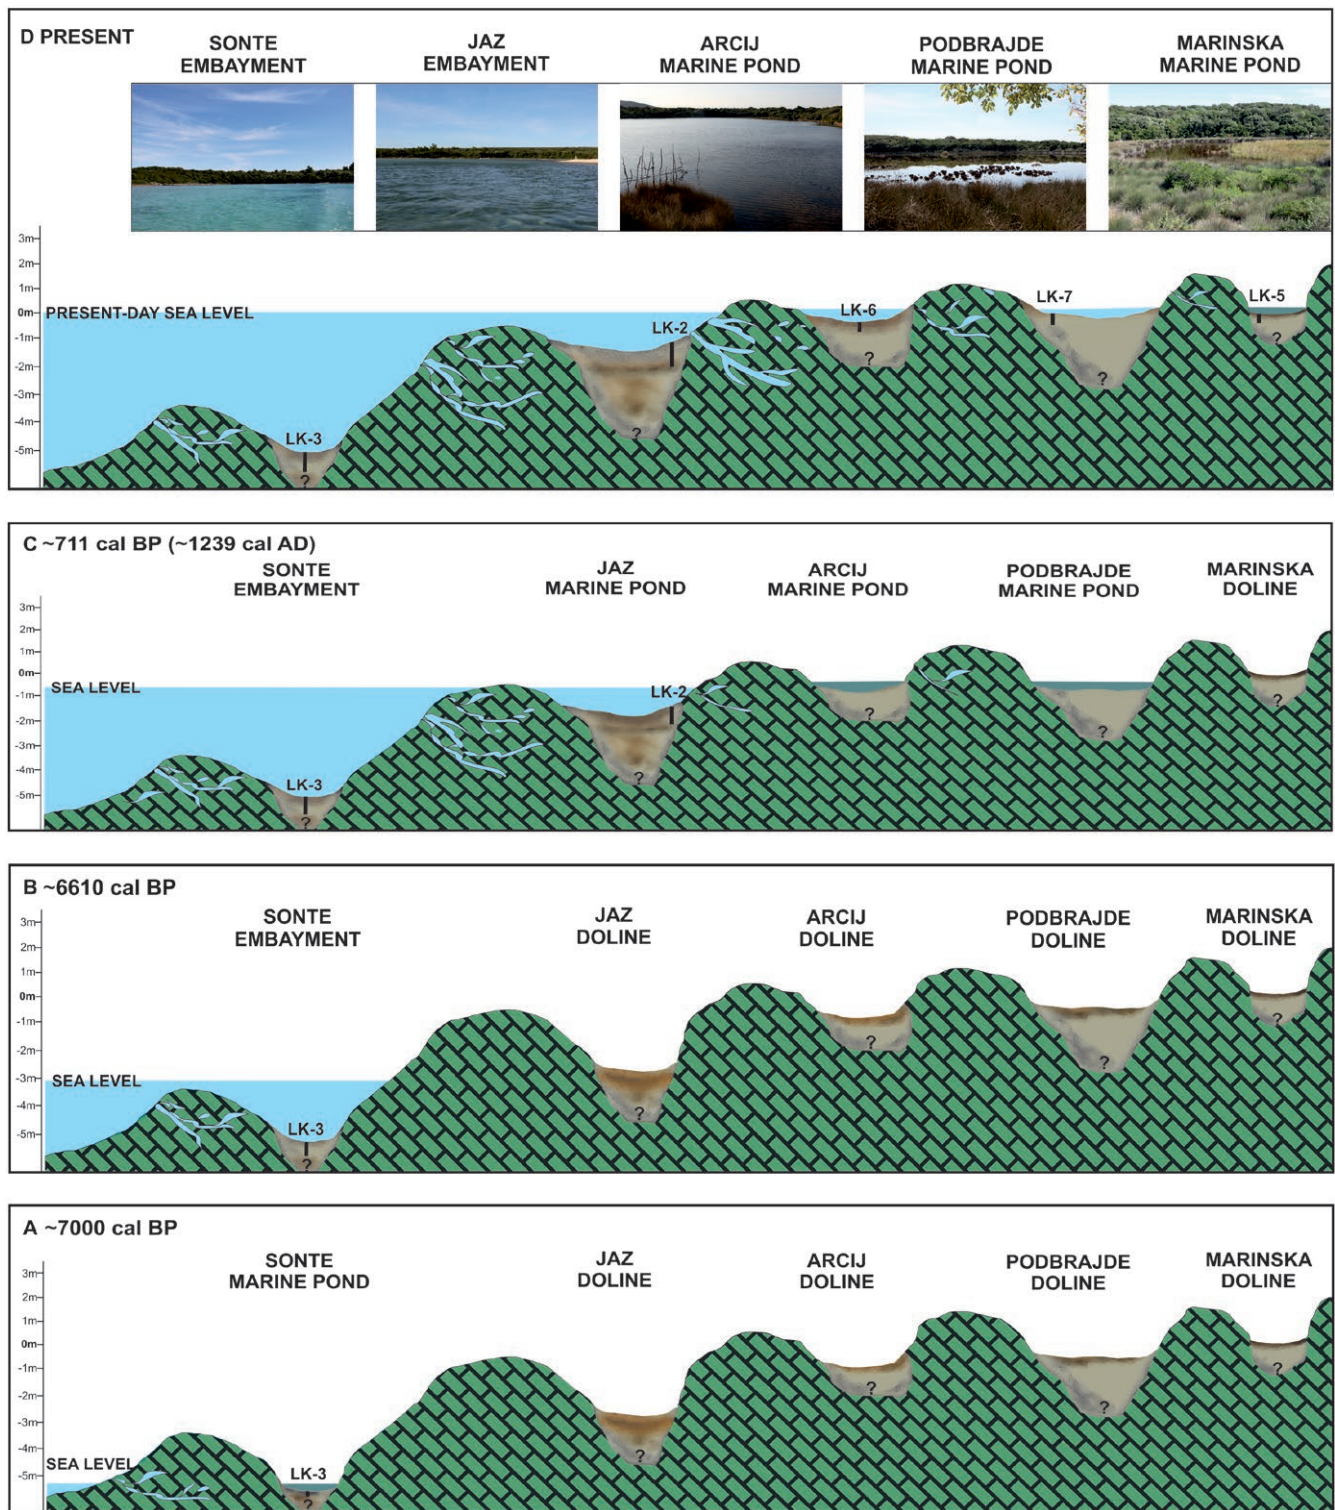 D PRESENT
SONTE
EMBAYMENT
JAZ
EMBAYMENT
ARCIJ
MARINE POND
PODBRAJDE
MARINE POND
MARINSKA
MARINE POND
3m
2m
1m
0m
-1m
-2m
-3m
-4m
-5m
PRESENT-DAY SEA LEVEL
LK-3
?
LK-2
?
LK-6
?
LK-7
?
LK-5
?
C ~711 cal BP (~1239 cal AD)
SONTE
EMBAYMENT
JAZ
MARINE POND
ARCIJ
MARINE POND
PODBRAJDE
MARINE POND
MARINSKA
DOLINE
3m
2m
1m
0m
-1m
-2m
-3m
-4m
-5m
SEA LEVEL
LK-3
?
LK-2
?
?
?
?
B ~6610 cal BP
SONTE
EMBAYMENT
JAZ
DOLINE
ARCIJ
DOLINE
PODBRAJDE
DOLINE
MARINSKA
DOLINE
3m
2m
1m
0m
-1m
-2m
-3m
-4m
-5m
SEA LEVEL
LK-3
?
?
?
?
?
A ~7000 cal BP
SONTE
MARINE POND
JAZ
DOLINE
ARCIJ
DOLINE
PODBRAJDE
DOLINE
MARINSKA
DOLINE
3m
2m
1m
0m
-1m
-2m
-3m
-4m
-5m
SEA LEVEL
LK-3
?
?
?
?
?